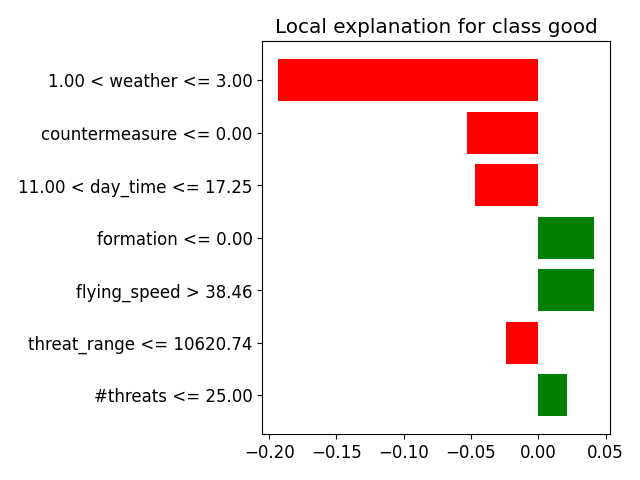 Local explanation for class good
1.00 < weather <= 3.00
countermeasure <= 0.00
11.00 < day_time <= 17.25
formation <= 0.00
flying_speed > 38.46
threat_range <= 10620.74
#threats <= 25.00
−0.20 −0.15 −0.10 −0.05 0.00 0.05